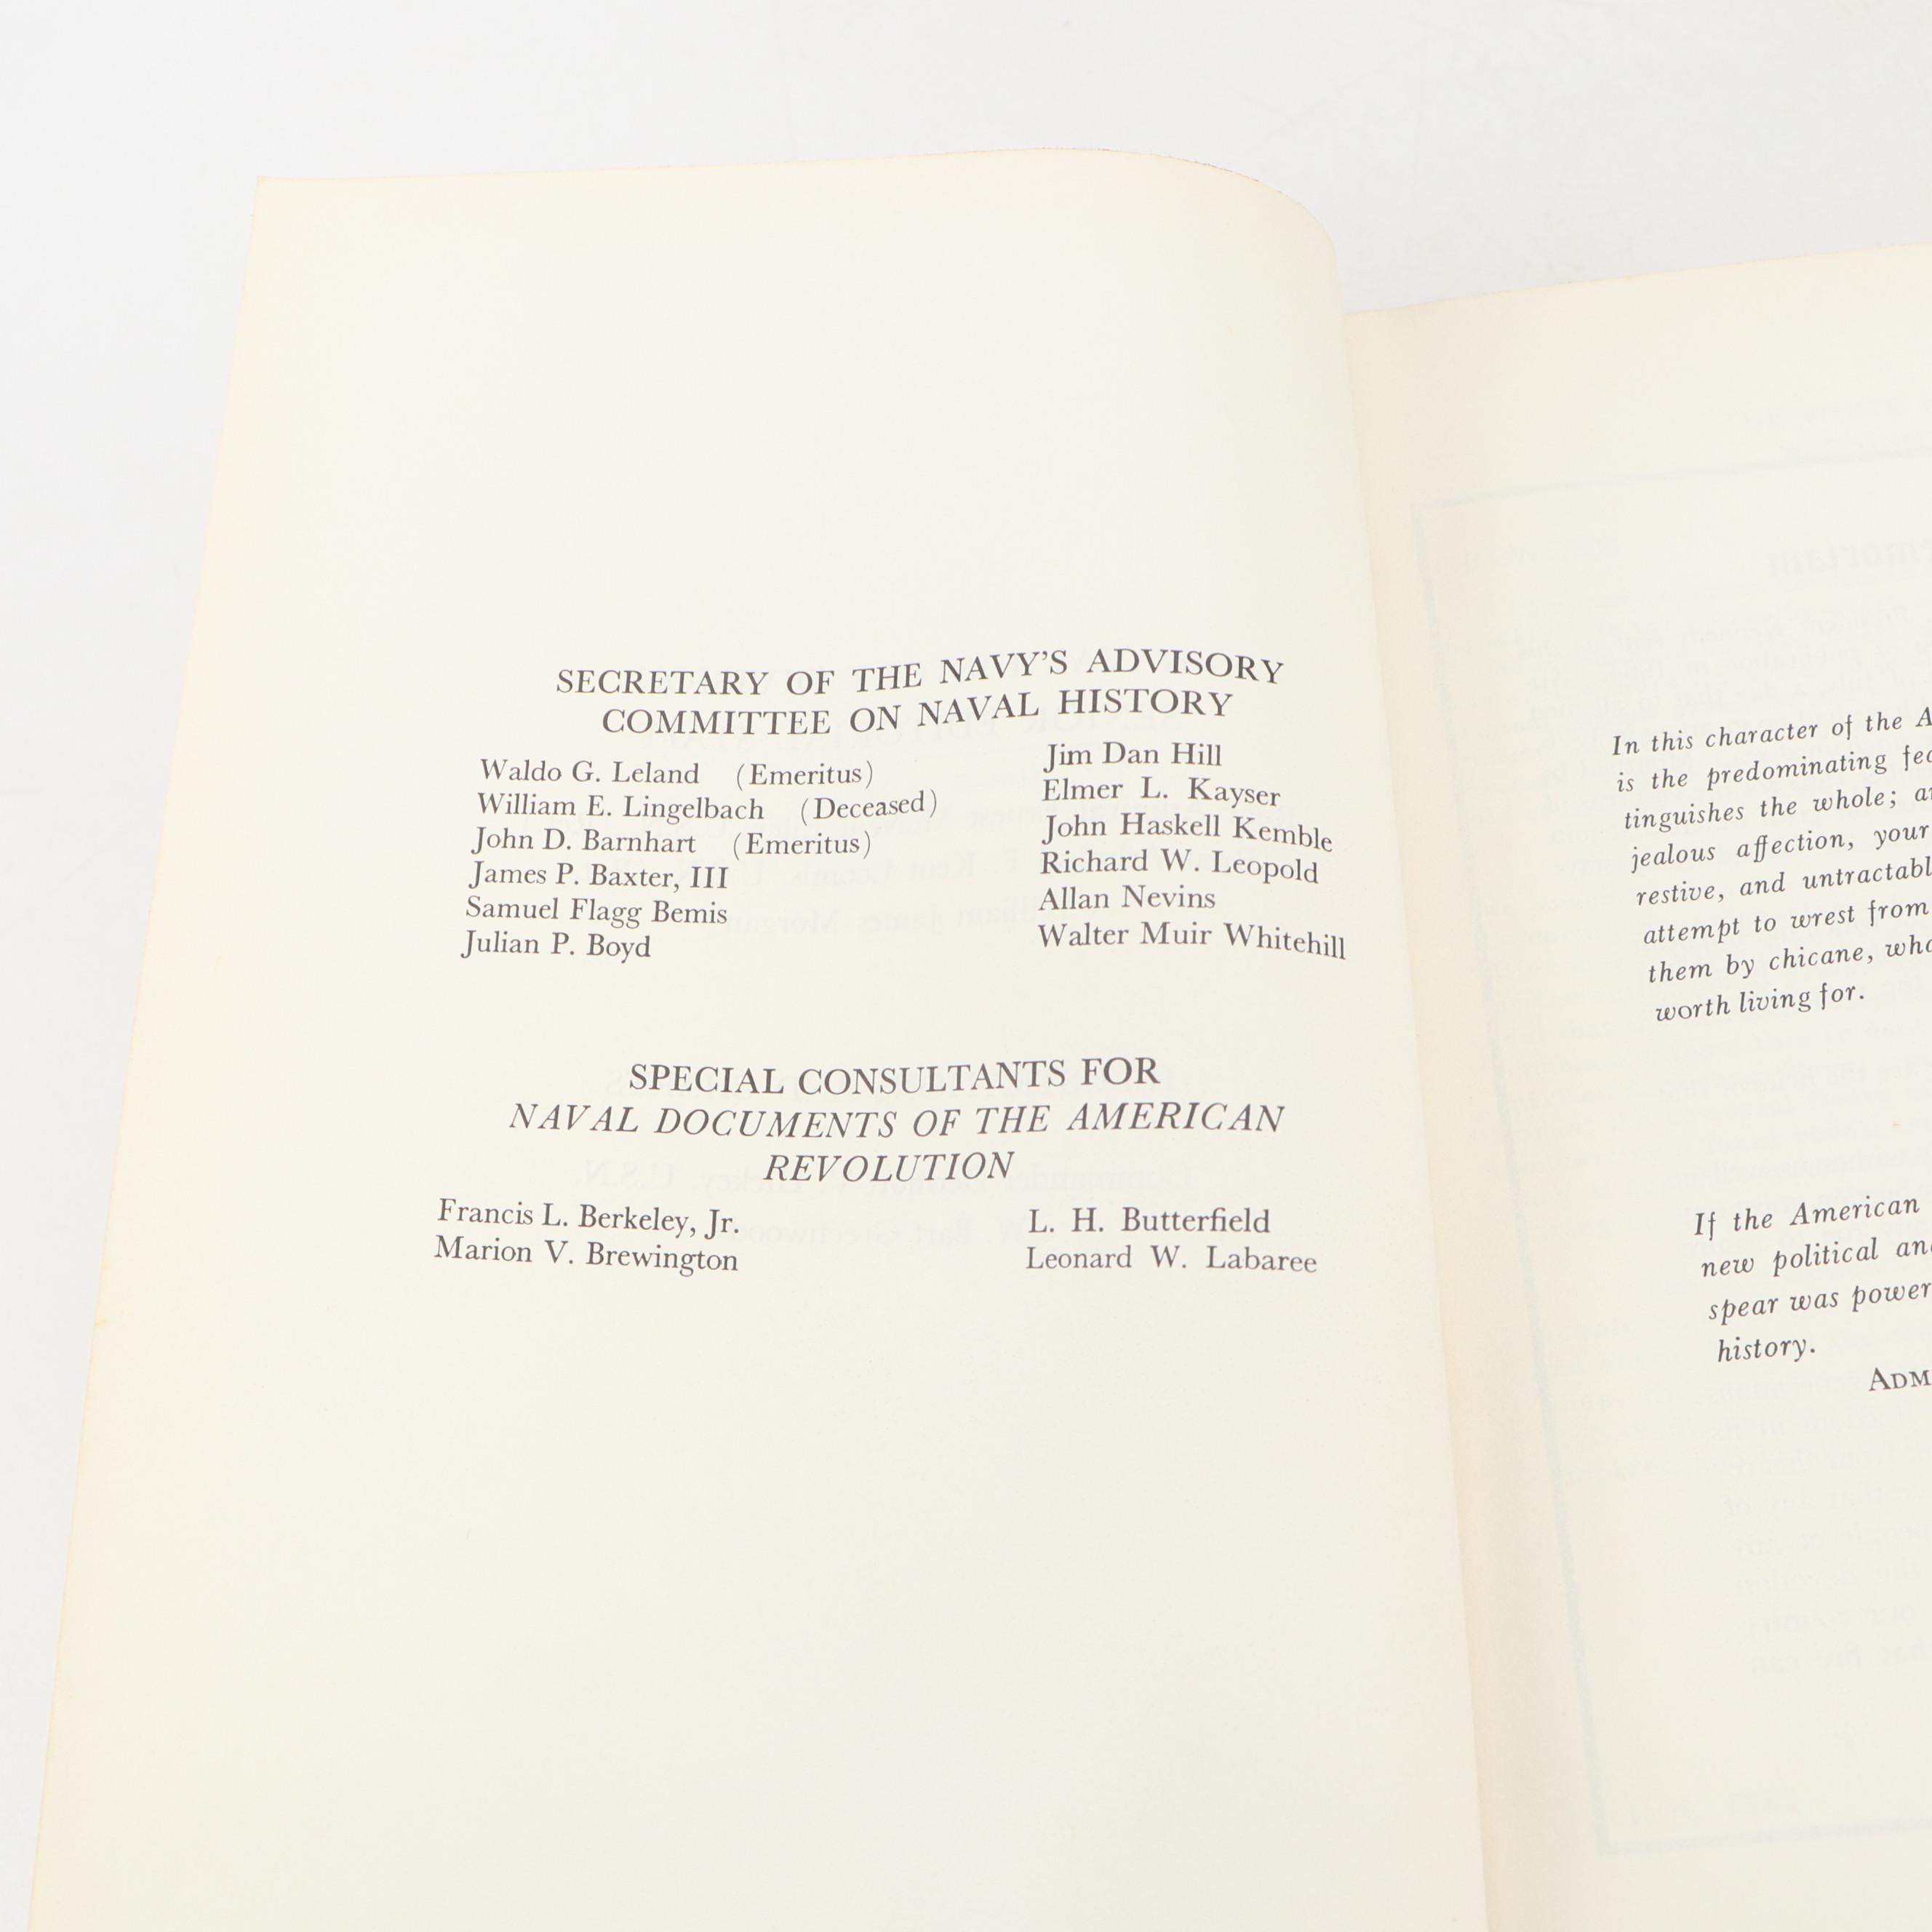 SECRETARY OF THE NAVY'S ADVISORY
COMMITTEE ON NAVAL HISTORY
Waldo G. Leland (Emeritus)
William E. Lingelbach (Deceased)
John D. Barnhart (Emeritus)
James P. Baxter, III
Samuel Flagg Bemis
Julian P. Boyd
Jim Dan Hill
Elmer L. Kayser
John Haskell Kemble
Richard W. Leopold
Allan Nevins
Walter Muir Whitehill
SPECIAL CONSULTANTS FOR
NAVAL DOCUMENTS OF THE AMERICAN
REVOLUTION
Francis L. Berkeley, Jr.
Marion V. Brewington
L. H. Butterfield
Leonard W. Labaree
In this character of the A
is the predominating
tinguishes the whole;
jealous affection, your
restive, and
attempt to wrest from
them by chicane,
worth living for.
If the American
new political
spear was power
history.
ADM